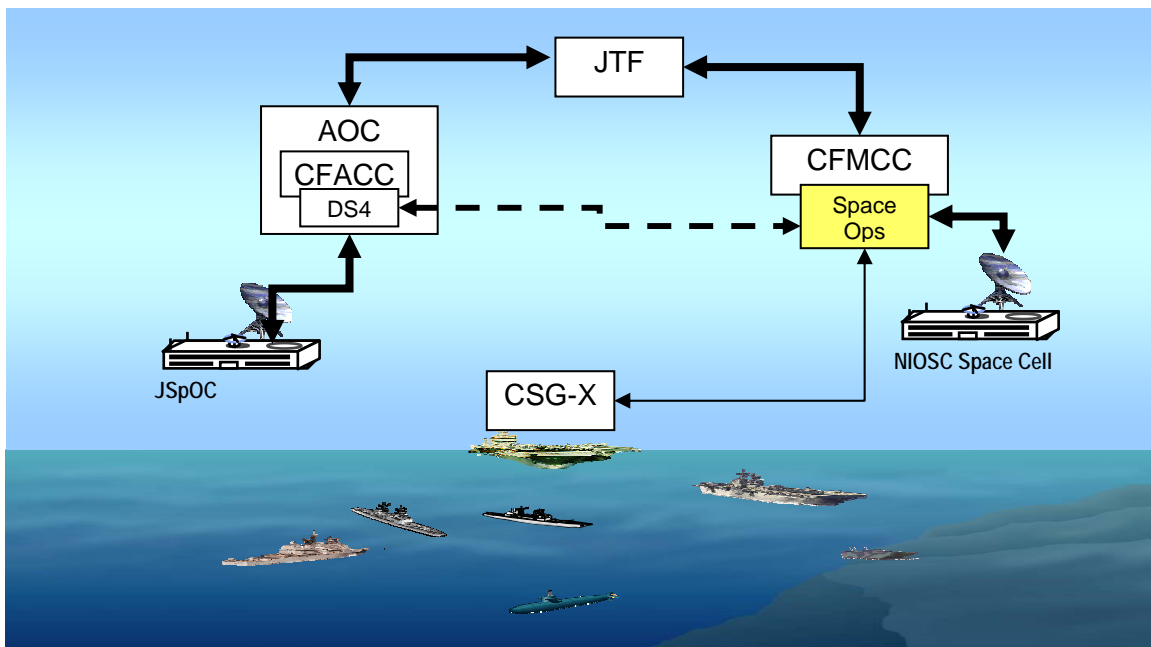 JTF
AOC
CFACC
DS4
CFMCC
Space
Ops
JSpOC
NIOSC Space Cell
CSG-X